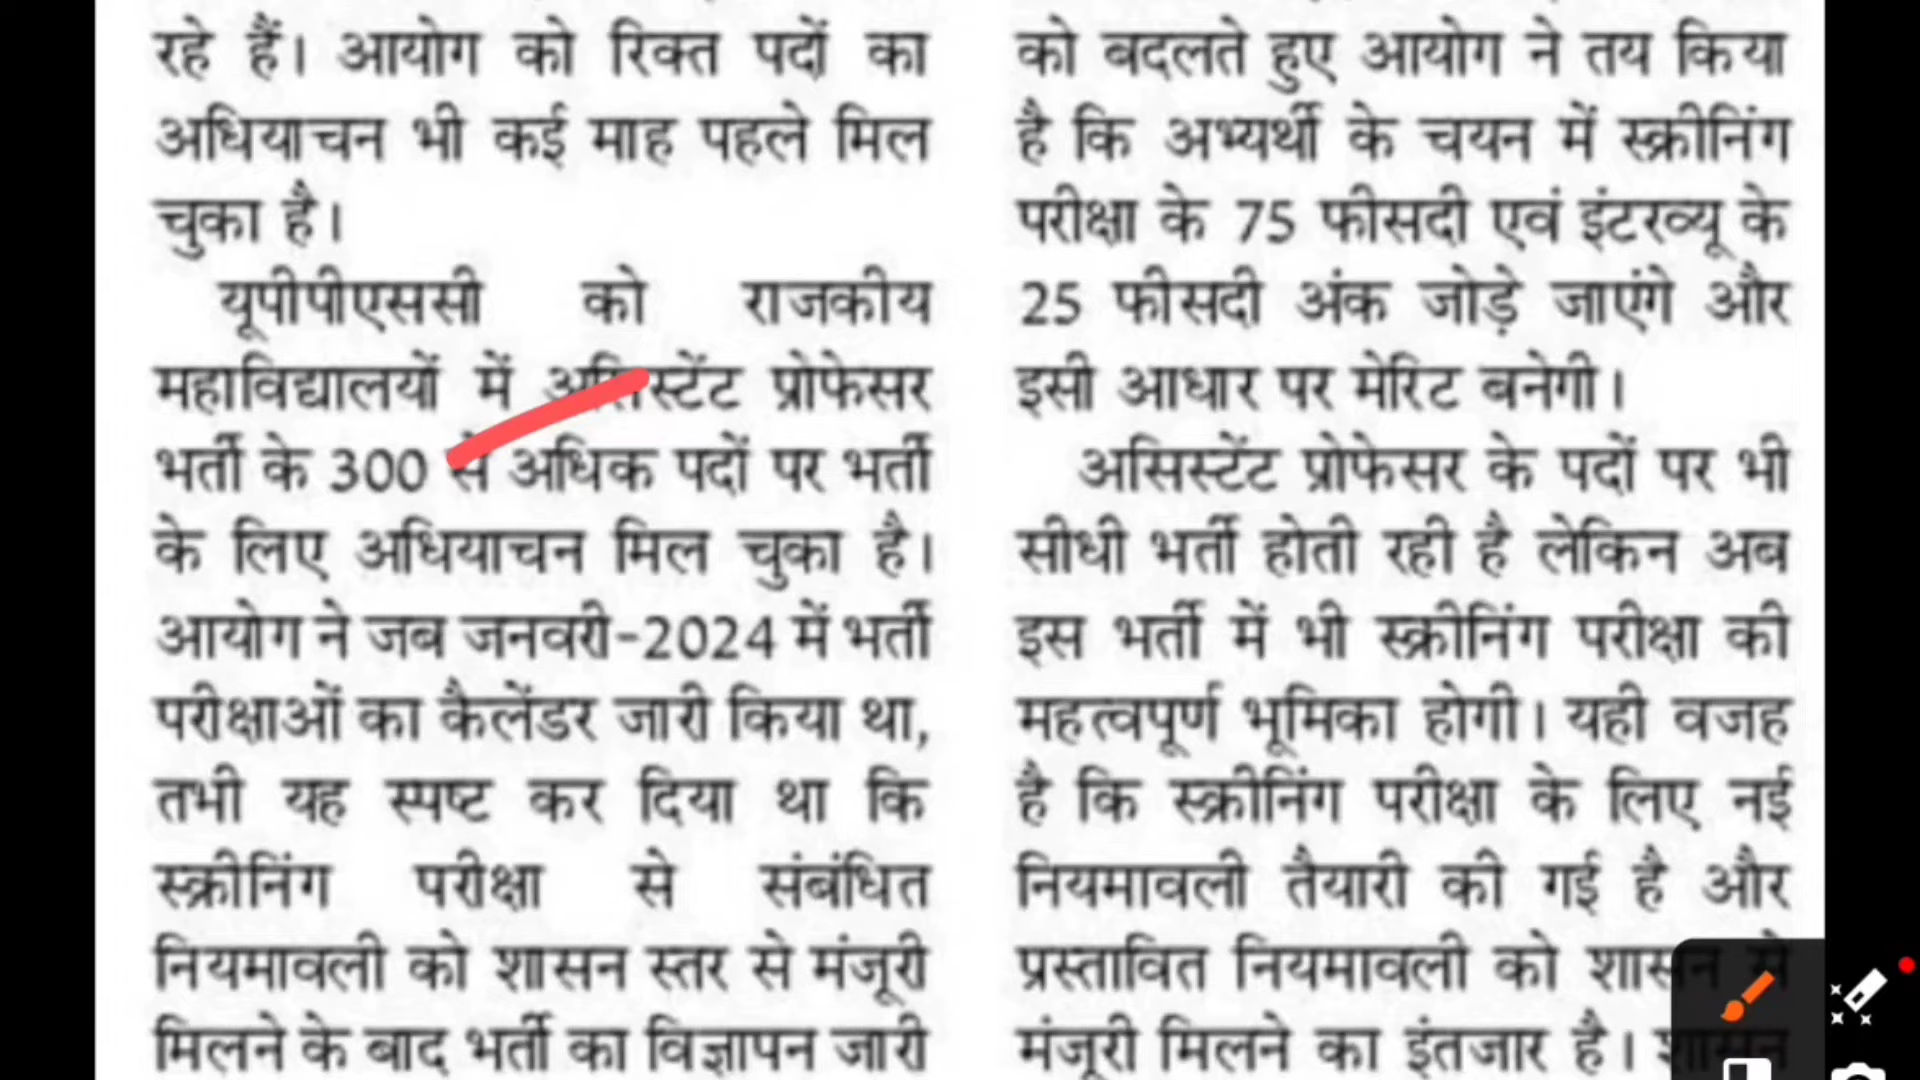 रहे हैं। आयोग को रिक्त पदों का
अधियाचन भी कई माह पहले मिल
चुका है।
यूपीपीएससी को राजकीय
महाविद्यालयों में असिस्टेंट प्रोफेसर
भर्ती के 300 से अधिक पदों पर भर्ती
के लिए अधियाचन मिल चुका है।
आयोग ने जब जनवरी-2024 में भर्ती
परीक्षाओं का कैलेंडर जारी किया था,
तभी यह स्पष्ट कर दिया था कि
स्क्रीनिंग परीक्षा से संबंधित
नियमावली को शासन स्तर से मंजूरी
मिलने के बाद भर्ती का विज्ञापन जारी
को बदलते हुए आयोग ने तय किया
है कि अभ्यर्थी के चयन में स्क्रीनिंग
परीक्षा के 75 फीसदी एवं इंटरव्यू के
25 फीसदी अंक जोड़े जाएंगे और
इसी आधार पर मेरिट बनेगी।
असिस्टेंट प्रोफेसर के पदों पर भी
सीधी भर्ती होती रही है लेकिन अब
इस भर्ती में भी स्क्रीनिंग परीक्षा की
महत्वपूर्ण भूमिका होगी। यही वजह
है कि स्क्रीनिंग परीक्षा के लिए नई
नियमावली तैयारी की गई है और
प्रस्तावित नियमावली को शासन से
मंजूरी मिलने का इंतजार है। शासन